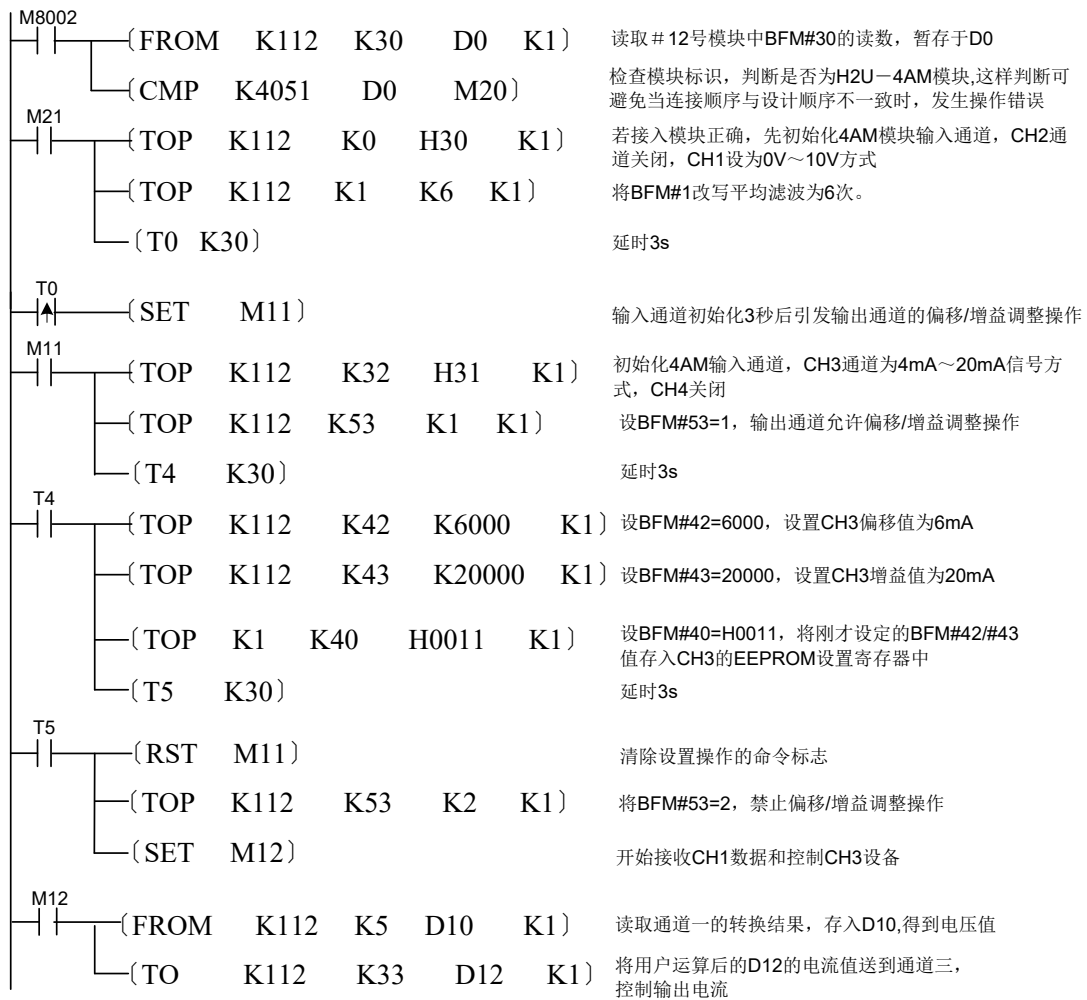 M8002
〔FROM K112 K30 D0 K1〕 读取＃12号模块中BFM#30的读数，暂存于D0
〔CMP K4051 D0 M20〕 检查模块标识，判断是否为H2U－4AM模块,这样判断可
避免当连接顺序与设计顺序不一致时，发生操作错误
M21
〔TOP K112 K0 H30 K1〕 若接入模块正确，先初始化4AM模块输入通道，CH2通
道关闭，CH1设为0V～10V方式
〔TOP K112 K1 K6 K1〕 将BFM#1改写平均滤波为6次。
〔T0 K30〕 延时3s
T0
〔SET M11〕 输入通道初始化3秒后引发输出通道的偏移/增益调整操作
M11
〔TOP K112 K32 H31 K1〕 初始化4AM输入通道，CH3通道为4mA～20mA信号方
式，CH4关闭
〔TOP K112 K53 K1 K1〕 设BFM#53=1，输出通道允许偏移/增益调整操作
〔T4 K30〕 延时3s
T4
〔TOP K112 K42 K6000 K1〕 设BFM#42=6000，设置CH3偏移值为6mA
〔TOP K112 K43 K20000 K1〕 设BFM#43=20000，设置CH3增益值为20mA
〔TOP K1 K40 H0011 K1〕 设BFM#40=H0011，将刚才设定的BFM#42/#43
值存入CH3的EEPROM设置寄存器中
〔T5 K30〕 延时3s
T5
〔RST M11〕 清除设置操作的命令标志
〔TOP K112 K53 K2 K1〕 将BFM#53=2，禁止偏移/增益调整操作
〔SET M12〕 开始接收CH1数据和控制CH3设备
M12
〔FROM K112 K5 D10 K1〕 读取通道一的转换结果，存入D10,得到电压值
〔TO K112 K33 D12 K1〕 将用户运算后的D12的电流值送到通道三，
控制输出电流